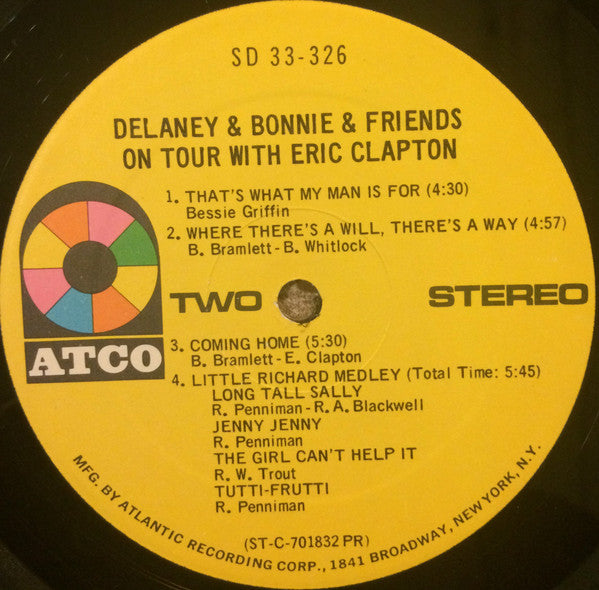 SD 33-326
DELANEY & BONNIE & FRIENDS
ON TOUR WITH ERIC CLAPTON
1. THAT'S WHAT MY MAN IS FOR (4:30)
Bessie Griffin
2. WHERE THERE'S A WILL, THERE'S A WAY (4:57)
B. Bramlett-B. Whitlock
TWO
STEREO
ATCO
3. COMING HOME (5:30)
B. Bramlett-E. Clapton
4. LITTLE RICHARD MEDLEY (Total Time: 5:45)
LONG TALL SALLY
R. Penniman-R.A. Blackwell
JENNY JENNY
R. Penniman
THE GIRL CAN'T HELP IT
R. W. Trout
TUTTI-FRUTTI
R. Penniman
(ST-C-701832 PR)
MFG. BY ATLANTIC RECORDING CORP., 1841 BROADWAY, NEW YORK, N.Y.